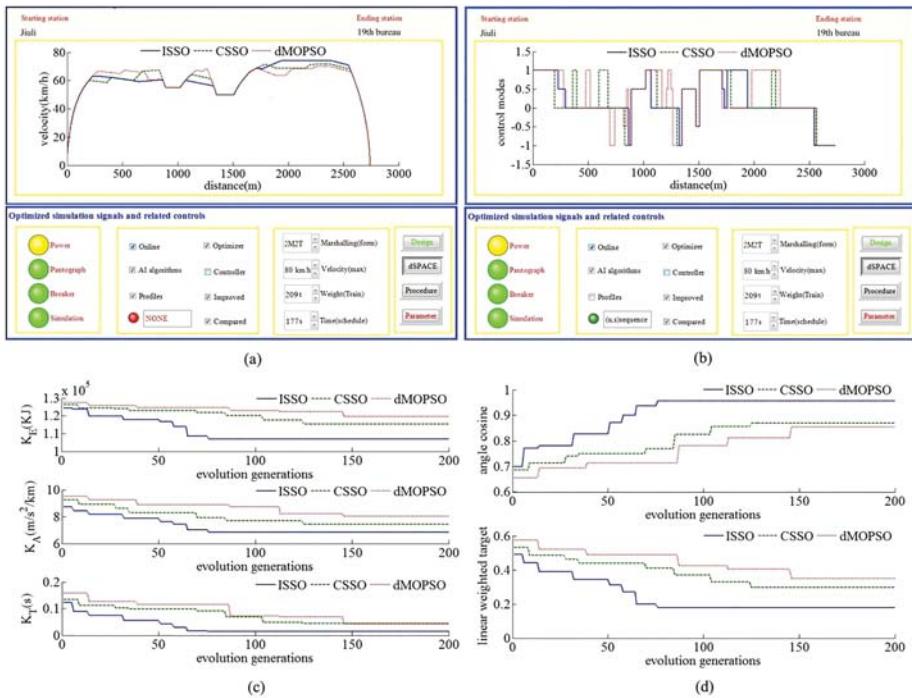 Starting station
Ending station
Jiuli
19th bureau
ISSO CSSO dMOPSO
80
60
40
20
0
velocity(km/h)
0 500 1000 1500 2000 2500 3000
distance(m)
Optimized simulation signals and related controls
Power
Pantograph
Breaker
Simulation
Online
Optimizer
AI algorithms
Controller
Profiles
Improved
NONE
Compared
2M2T Marshalling(form)
80 km/h Velocity(max)
209t Weight(Train)
177s Time(schedule)
Design
dSPACE
Procedure
Parameter
(a)
Starting station
Ending station
Jiuli
19th bureau
ISSO CSSO dMOPSO
1.5
1
0.5
0
-0.5
-1
-1.5
control modes
0 500 1000 1500 2000 2500 3000
distance(m)
Optimized simulation signals and related controls
Power
Pantograph
Breaker
Simulation
Online
Optimizer
AI algorithms
Controller
Profiles
Improved
(n,s)sequence
Compared
2M2T Marshalling(form)
80 km/h Velocity(max)
209t Weight(Train)
177s Time(schedule)
Design
dSPACE
Procedure
Parameter
(b)
x 10⁵
ISSO CSSO dMOPSO
1.3
1.2
1.1
1
K_E(KJ)
0 50 100 150 200
evolution generations
ISSO CSSO dMOPSO
10
8
6
K_A(m/s²/km)
0 50 100 150 200
evolution generations
ISSO CSSO dMOPSO
0.2
0.1
0
K_T(s)
0 50 100 150 200
evolution generations
(c)
ISSO CSSO dMOPSO
1
0.9
0.8
0.7
0.6
angle cosine
0 50 100 150 200
evolution generations
ISSO CSSO dMOPSO
0.6
0.4
0.2
0
linear weighted target
0 50 100 150 200
evolution generations
(d)